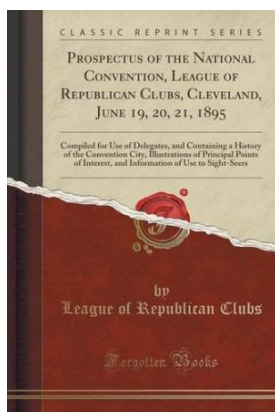 CLASSIC REPRINT SERIES
PROSPECTUS OF THE NATIONAL
CONVENTION, LEAGUE OF
REPUBLICAN CLUBS, CLEVELAND,
JUNE 19, 20, 21, 1895
Compiled for Use of Delegates, and Containing a History
of the Convention City, Illustrations of Principal Points
of Interest, and Information of Use to Sight-Seers
by
League of Republican Clubs
Forgotten Books